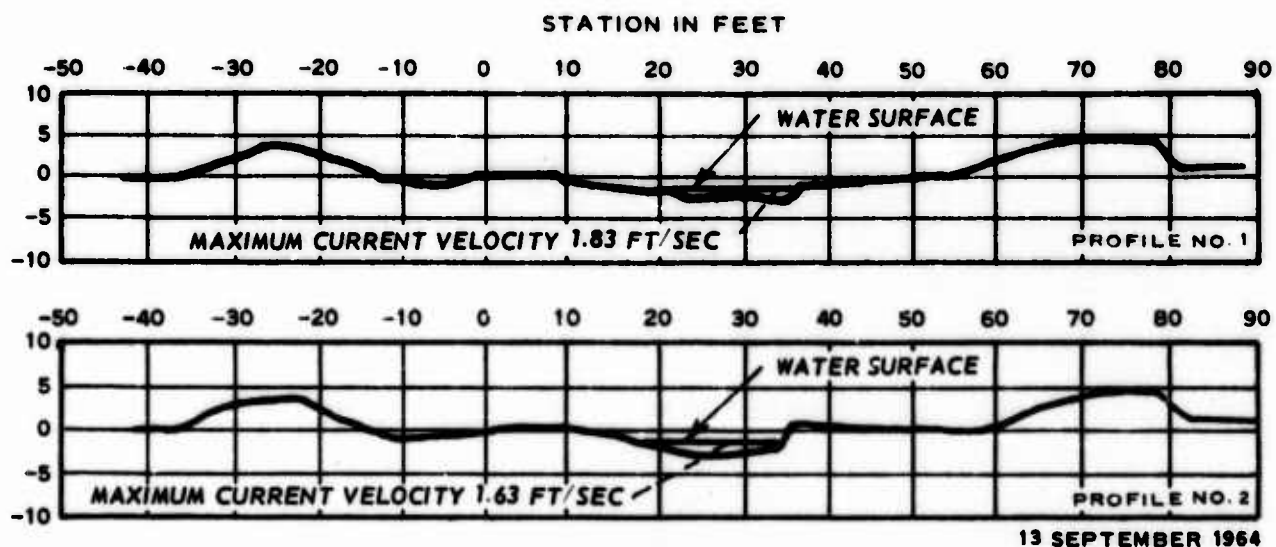 STATION IN FEET
-50 -40 -30 -20 -10 0 10 20 30 40 50 60 70 80 90
10
WATER SURFACE
5
0
-5
MAXIMUM CURRENT VELOCITY 1.83 FT/SEC PROFILE NO. 1
-10
-50 -40 -30 -20 -10 0 10 20 30 40 50 60 70 80 90
10
WATER SURFACE
5
0
-5
MAXIMUM CURRENT VELOCITY 1.63 FT/SEC PROFILE NO. 2
-10
13 SEPTEMBER 1964